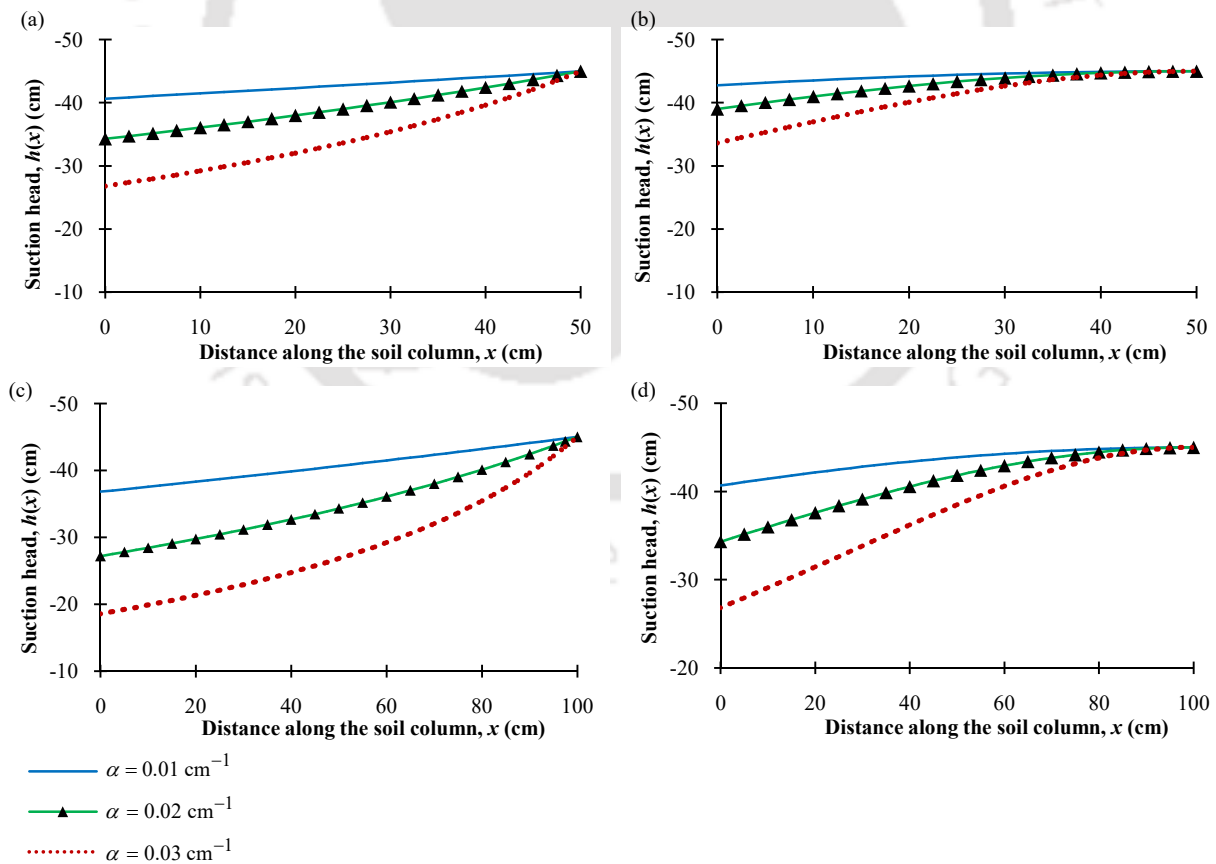 (a)
-50
-40
-30
-20
-10
Suction head, h(x) (cm)
0 10 20 30 40 50
Distance along the soil column, x (cm)
(b)
-50
-40
-30
-20
-10
Suction head, h(x) (cm)
0 10 20 30 40 50
Distance along the soil column, x (cm)
(c)
-50
-40
-30
-20
-10
Suction head, h(x) (cm)
0 20 40 60 80 100
Distance along the soil column, x (cm)
(d)
-50
-40
-30
-20
Suction head, h(x) (cm)
0 20 40 60 80 100
Distance along the soil column, x (cm)
α = 0.01 cm⁻¹
α = 0.02 cm⁻¹
α = 0.03 cm⁻¹